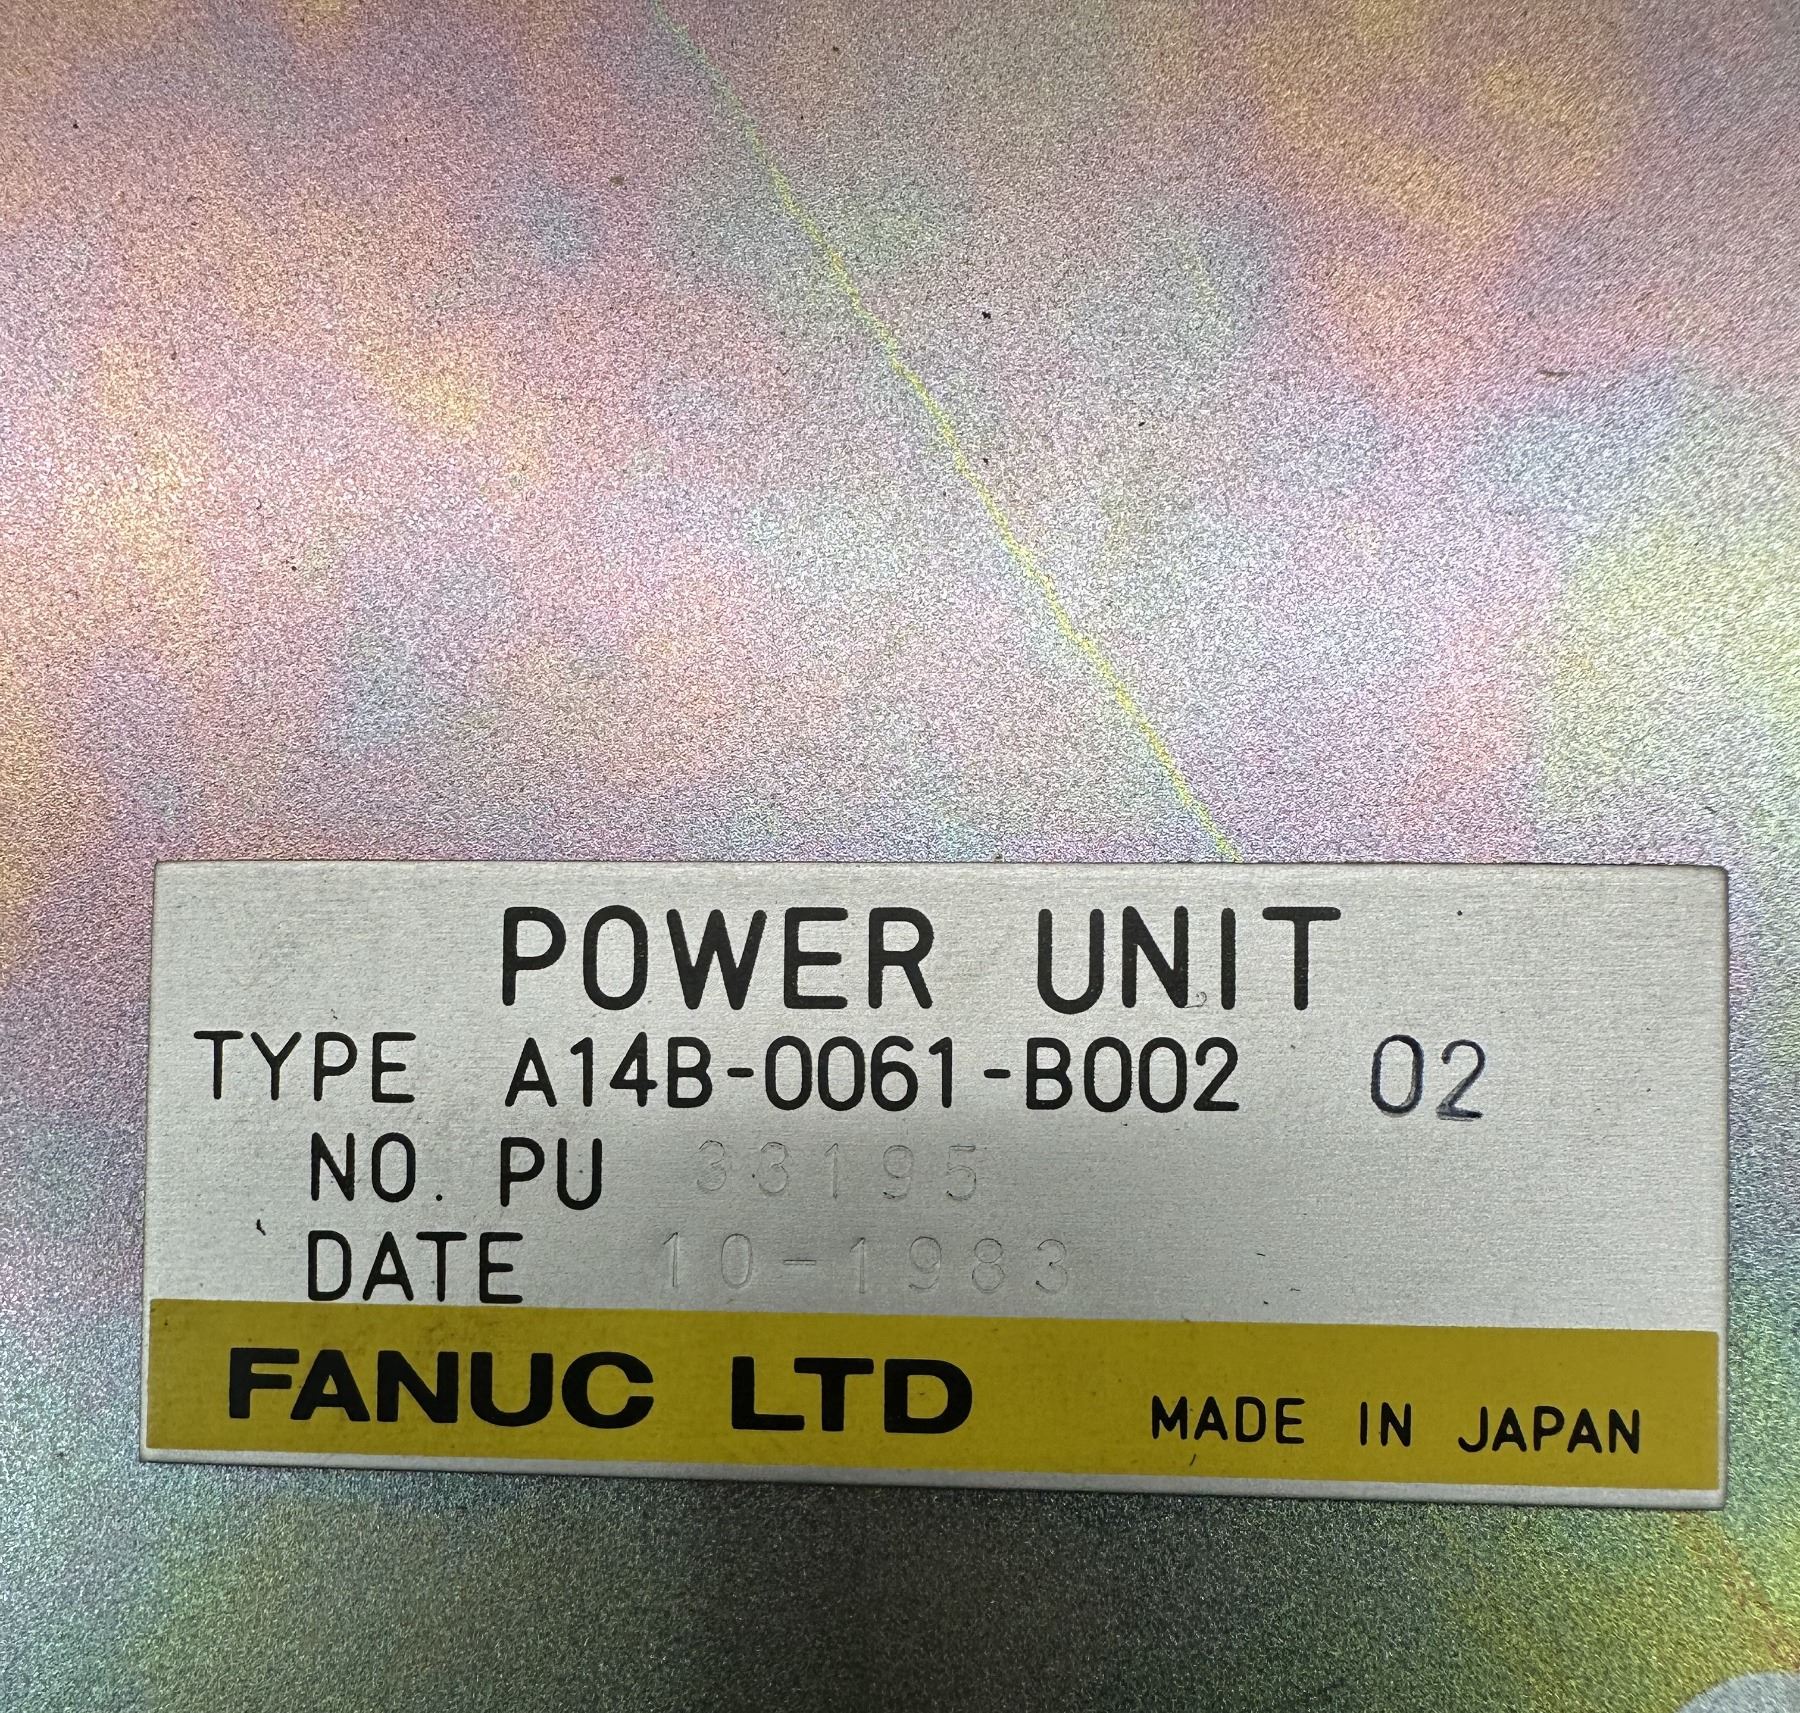 POWER UNIT
TYPE A14B-0061-B002 02
NO. PU 33195
DATE 10-1983
FANUC LTD MADE IN JAPAN